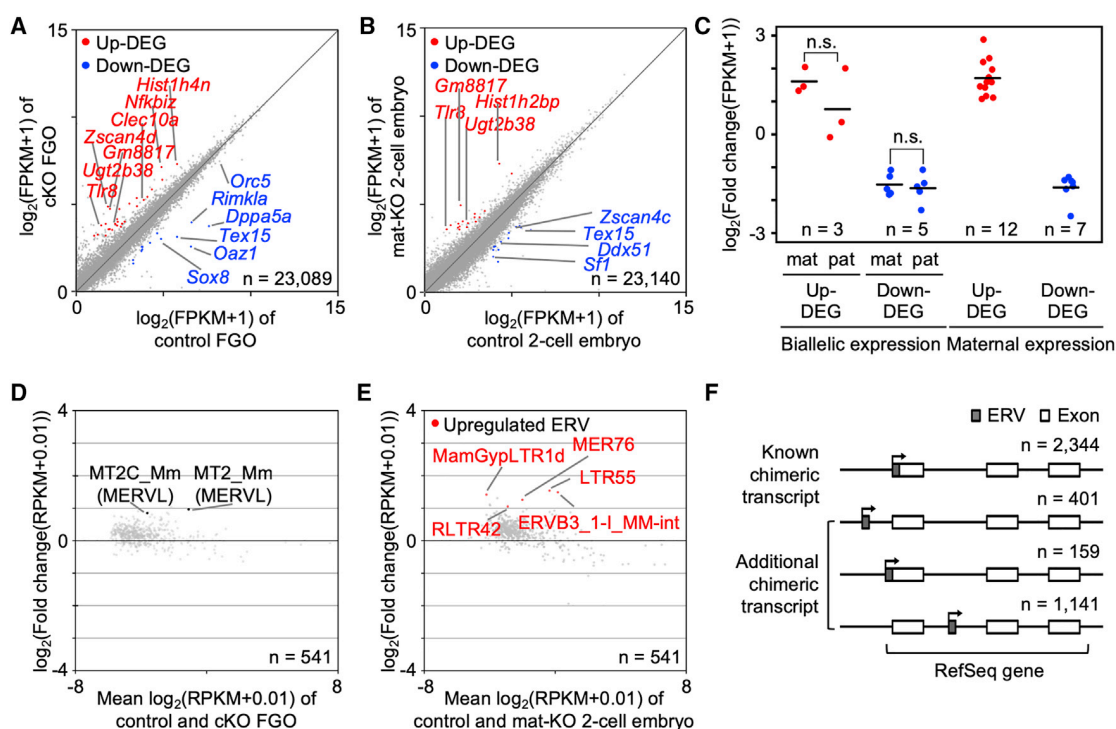 A
15
Up-DEG
Down-DEG
Hist1h4n
Nfkbiz
Clec10a
Zscan4d
Gm8817
Ugt2b38
Tlr8
Orc5
Rimkla
Dppa5a
Tex15
Oaz1
Sox8
n = 23,089
0
0
15
log2(FPKM+1) of
cKO FGO
log2(FPKM+1) of
control FGO
B
15
Up-DEG
Down-DEG
Gm8817
Hist1h2bp
Tlr8
Ugt2b38
Zscan4c
Tex15
Ddx51
Sf1
n = 23,140
0
0
15
log2(FPKM+1) of
mat-KO 2-cell embryo
log2(FPKM+1) of
control 2-cell embryo
C
log2(Fold change(FPKM+1))
3
0
-3
n.s.
n.s.
n = 3
n = 5
n = 12
n = 7
mat pat mat pat
Up-
DEG
Down-
DEG
Up-
DEG
Down-
DEG
Biallelic expression
Maternal expression
D
log2(Fold change(RPKM+0.01))
4
0
-4
MT2C_Mm
(MERVL)
MT2_Mm
(MERVL)
n = 541
-8
8
Mean log2(RPKM+0.01) of
control and cKO FGO
E
log2(Fold change(RPKM+0.01))
4
0
-4
Upregulated ERV
MER76
MamGypLTR1d
LTR55
RLTR42
ERVB3_1-I_MM-int
n = 541
-8
8
Mean log2(RPKM+0.01) of
control and mat-KO 2-cell embryo
F
ERV
Exon
Known
chimeric
transcript
n = 2,344
n = 401
Additional
chimeric
transcript
n = 159
n = 1,141
RefSeq gene